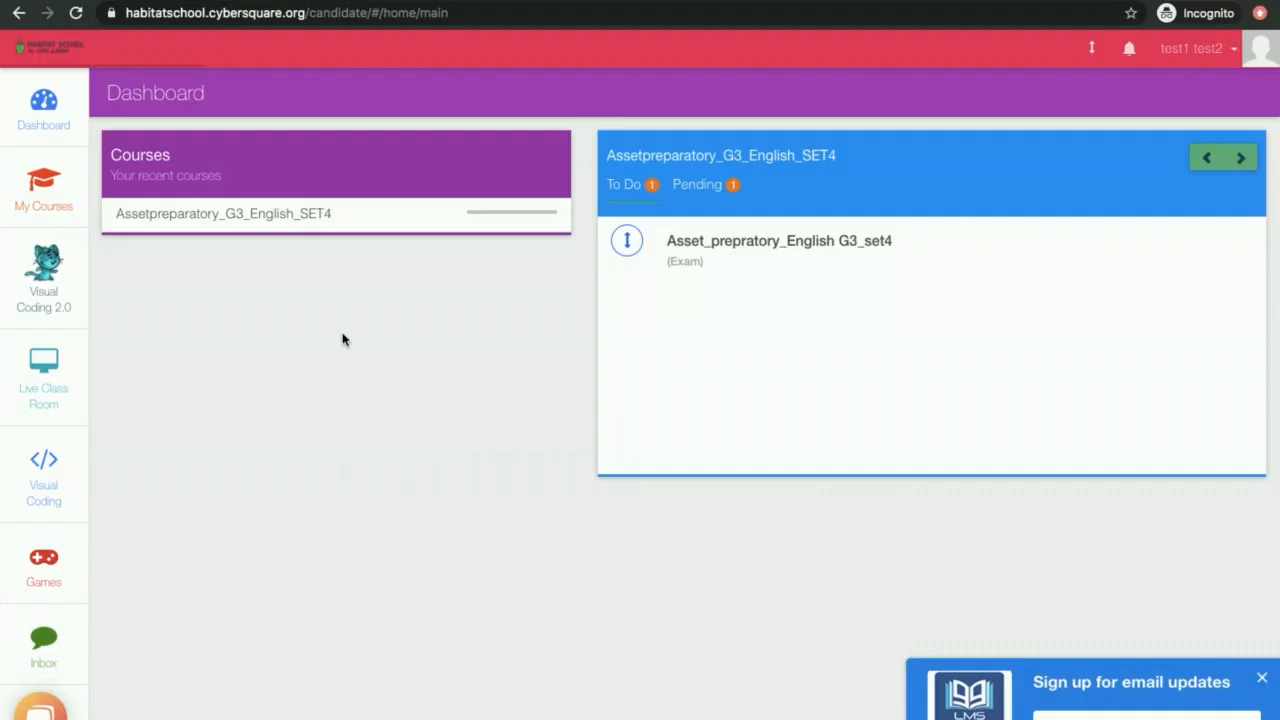 habitatschool.cybersquare.org/candidate/#/home/main
Incognito
HABITAT SCHOOL
test1 test2
Dashboard
Dashboard
My Courses
Visual
Coding 2.0
Live Class
Room
Visual
Coding
Games
Inbox
Courses
Your recent courses
Assetpreparatory_G3_English_SET4
Assetpreparatory_G3_English_SET4
To Do 1 Pending 1
Asset_prepratory_English G3_set4
(Exam)
Sign up for email updates
LMS